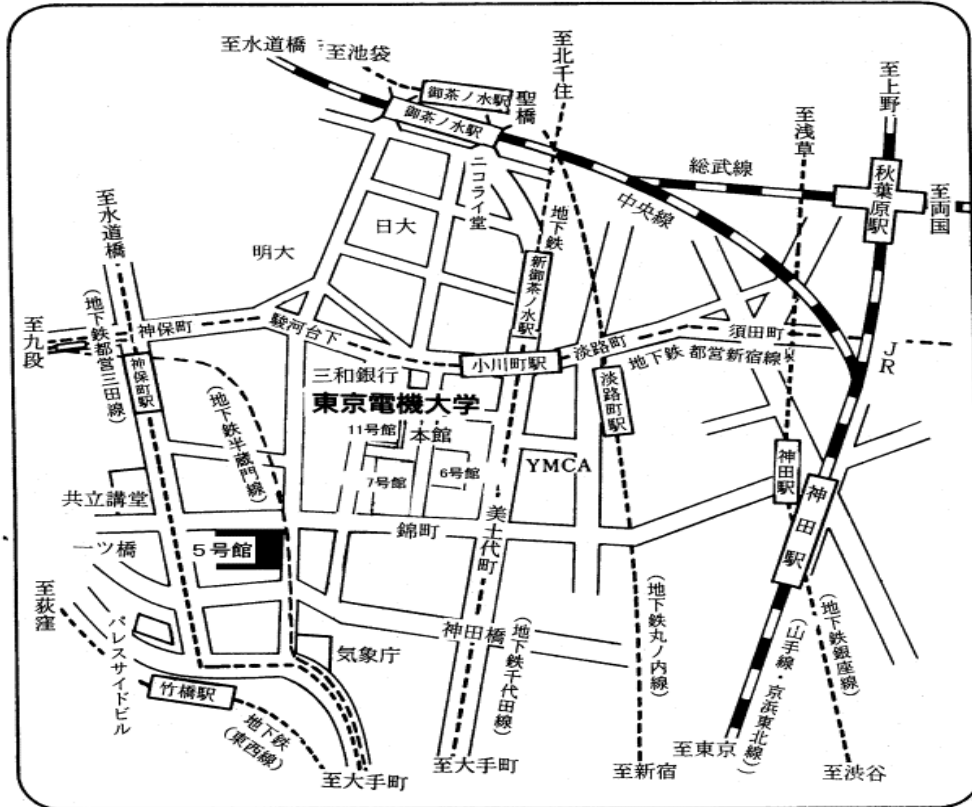 至水道橋
至池袋
至北千住
至上野
御茶ノ水駅
聖橋
御茶ノ水駅
至浅草
総武線
秋葉原駅
至両国
中央線
ニコライ堂
地下鉄
至水道橋
日大
明大
新御茶ノ水駅
(地下鉄都営三田線)
至九段
神保町
駿河台下
須田町
淡路町
地下鉄 都営新宿線
JR
神保町駅
小川町駅
三和銀行
淡路町駅
(地下鉄半蔵門線)
東京電機大学
11号館
本館
7号館
6号館
YMCA
神田駅
神田駅
共立講堂
錦町
美土代町
一ツ橋
5号館
至荻窪
パレスサイドビル
神田橋
(地下鉄千代田線)
(地下鉄丸ノ内線)
(山手線・京浜東北線)
(地下鉄銀座線)
気象庁
竹橋駅
地下鉄
(東西線)
至大手町
至大手町
至新宿
至東京
至渋谷